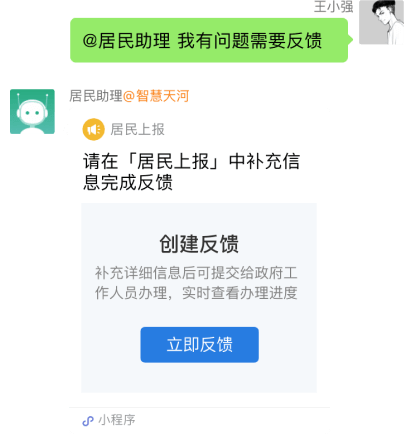 王小强
@居民助理 我有问题需要反馈
居民助理@智慧天河
居民上报
请在「居民上报」中补充信
息完成反馈
创建反馈
补充详细信息后可提交给政府工
作人员办理，实时查看办理进度
立即反馈
小程序